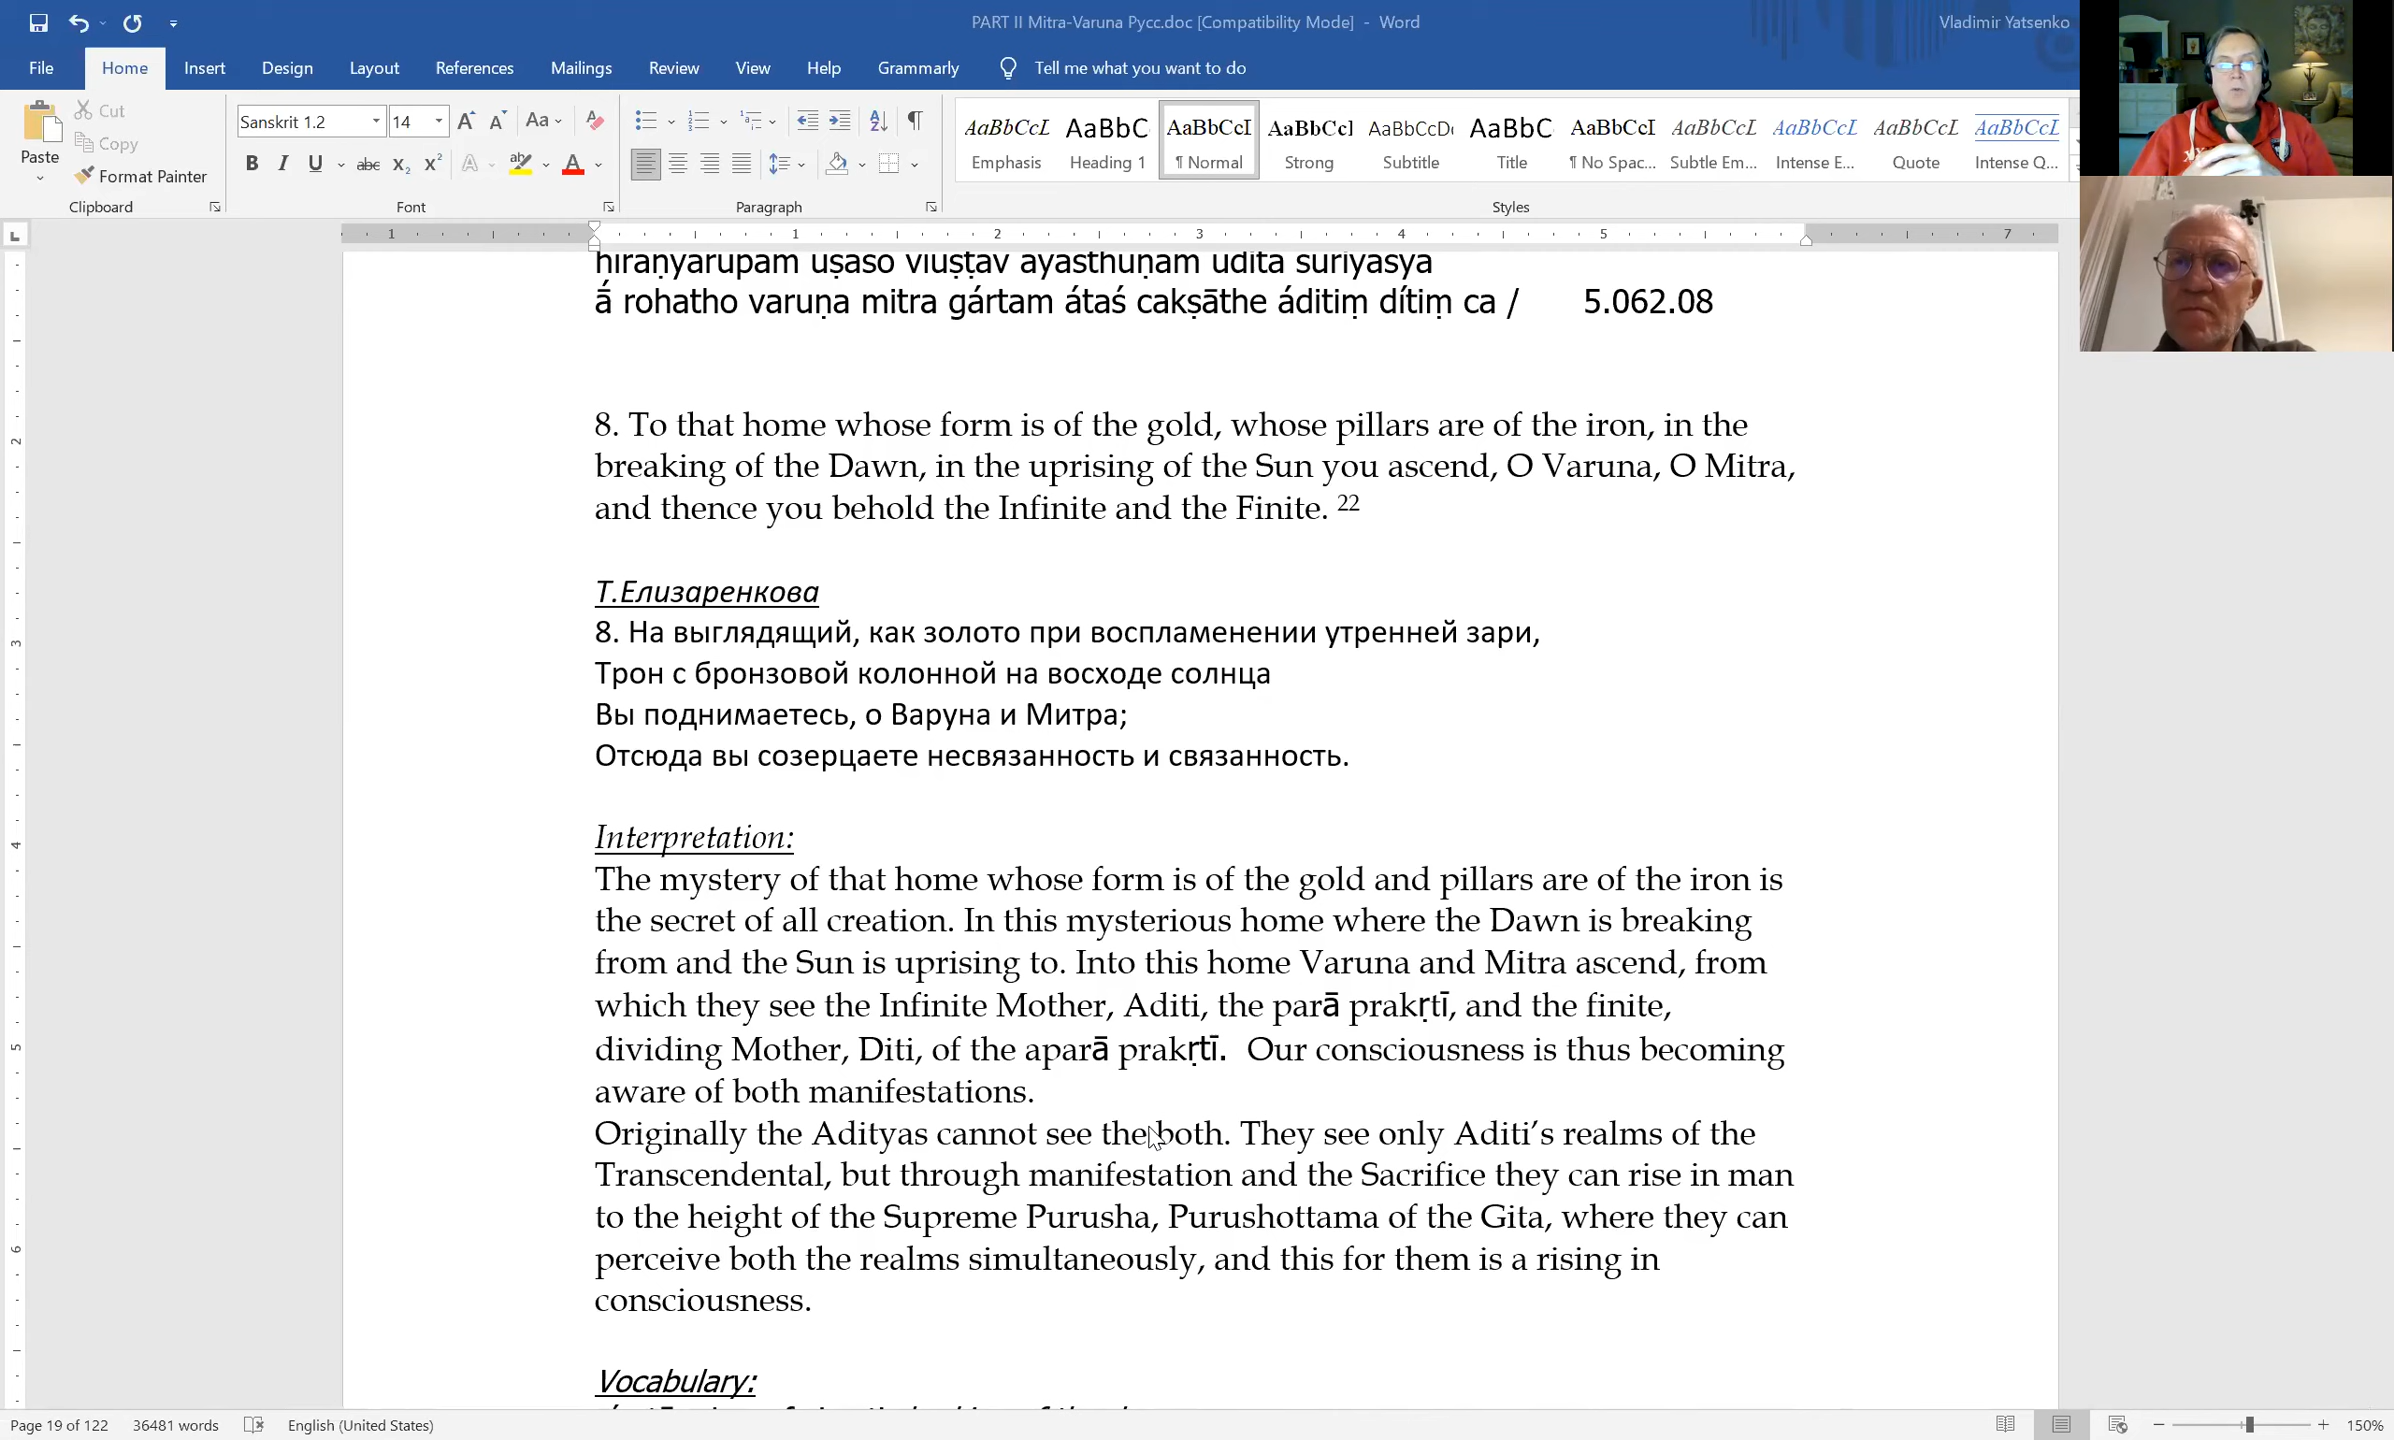 PART II Mitra-Varuna Русс.doc [Compatibility Mode] - Word
Vladimir Yatsenko
File Home Insert Design Layout References Mailings Review View Help Grammarly Tell me what you want to do
Paste
Cut
Copy
Format Painter
Clipboard
Sanskrit 1.2 14
Font
Paragraph
AaBbCcL AaBbC AaBbCcI AaBbCcl AaBbCcDı AaBbC AaBbCcI AaBbCcL AaBbCcL AaBbCcL AaBbCcL
Emphasis Heading 1 ¶ Normal Strong Subtitle Title ¶ No Spac... Subtle Em... Intense E... Quote Intense Q...
Styles
1 1 2 3 4 5 7
ā́ rohatho varuṇa mitra gártam átaś cakṣāthe áditiṃ dítiṃ ca / 5.062.08
8. To that home whose form is of the gold, whose pillars are of the iron, in the
breaking of the Dawn, in the uprising of the Sun you ascend, O Varuna, O Mitra,
and thence you behold the Infinite and the Finite. 22
Т.Елизаренкова
8. На выглядящий, как золото при воспламенении утренней зари,
Трон с бронзовой колонной на восходе солнца
Вы поднимаетесь, о Варуна и Митра;
Отсюда вы созерцаете несвязанность и связанность.
Interpretation:
The mystery of that home whose form is of the gold and pillars are of the iron is
the secret of all creation. In this mysterious home where the Dawn is breaking
from and the Sun is uprising to. Into this home Varuna and Mitra ascend, from
which they see the Infinite Mother, Aditi, the parā prakṛtī, and the finite,
dividing Mother, Diti, of the aparā prakṛtī. Our consciousness is thus becoming
aware of both manifestations.
Originally the Adityas cannot see the both. They see only Aditi’s realms of the
Transcendental, but through manifestation and the Sacrifice they can rise in man
to the height of the Supreme Purusha, Purushottama of the Gita, where they can
perceive both the realms simultaneously, and this for them is a rising in
consciousness.
Vocabulary:
Page 19 of 122 36481 words English (United States) 150%